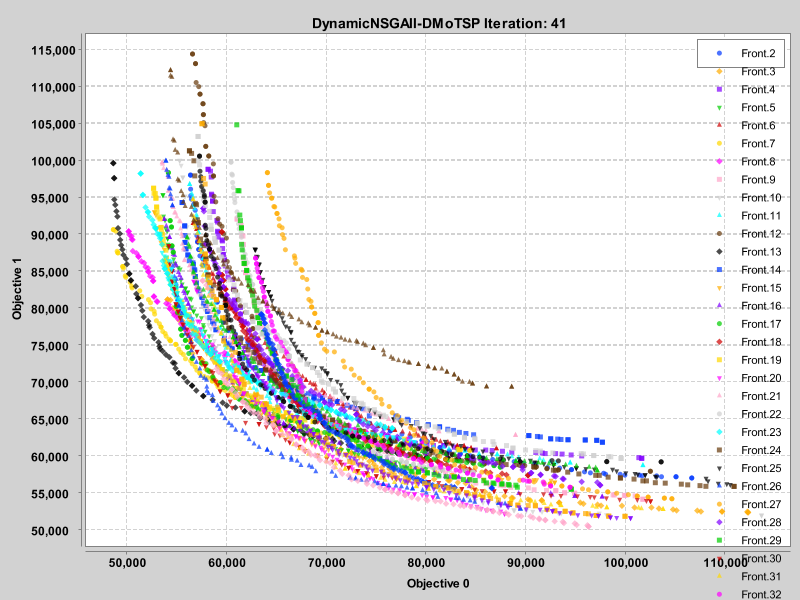 DynamicNSGAII-DMoTSP Iteration: 41
115,000
110,000
105,000
100,000
95,000
90,000
85,000
80,000
75,000
70,000
65,000
60,000
55,000
50,000
Objective 1
50,000
60,000
70,000
80,000
90,000
100,000
110,000
Objective 0
Front.2
Front.3
Front.4
Front.5
Front.6
Front.7
Front.8
Front.9
Front.10
Front.11
Front.12
Front.13
Front.14
Front.15
Front.16
Front.17
Front.18
Front.19
Front.20
Front.21
Front.22
Front.23
Front.24
Front.25
Front.26
Front.27
Front.28
Front.29
Front.30
Front.31
Front.32